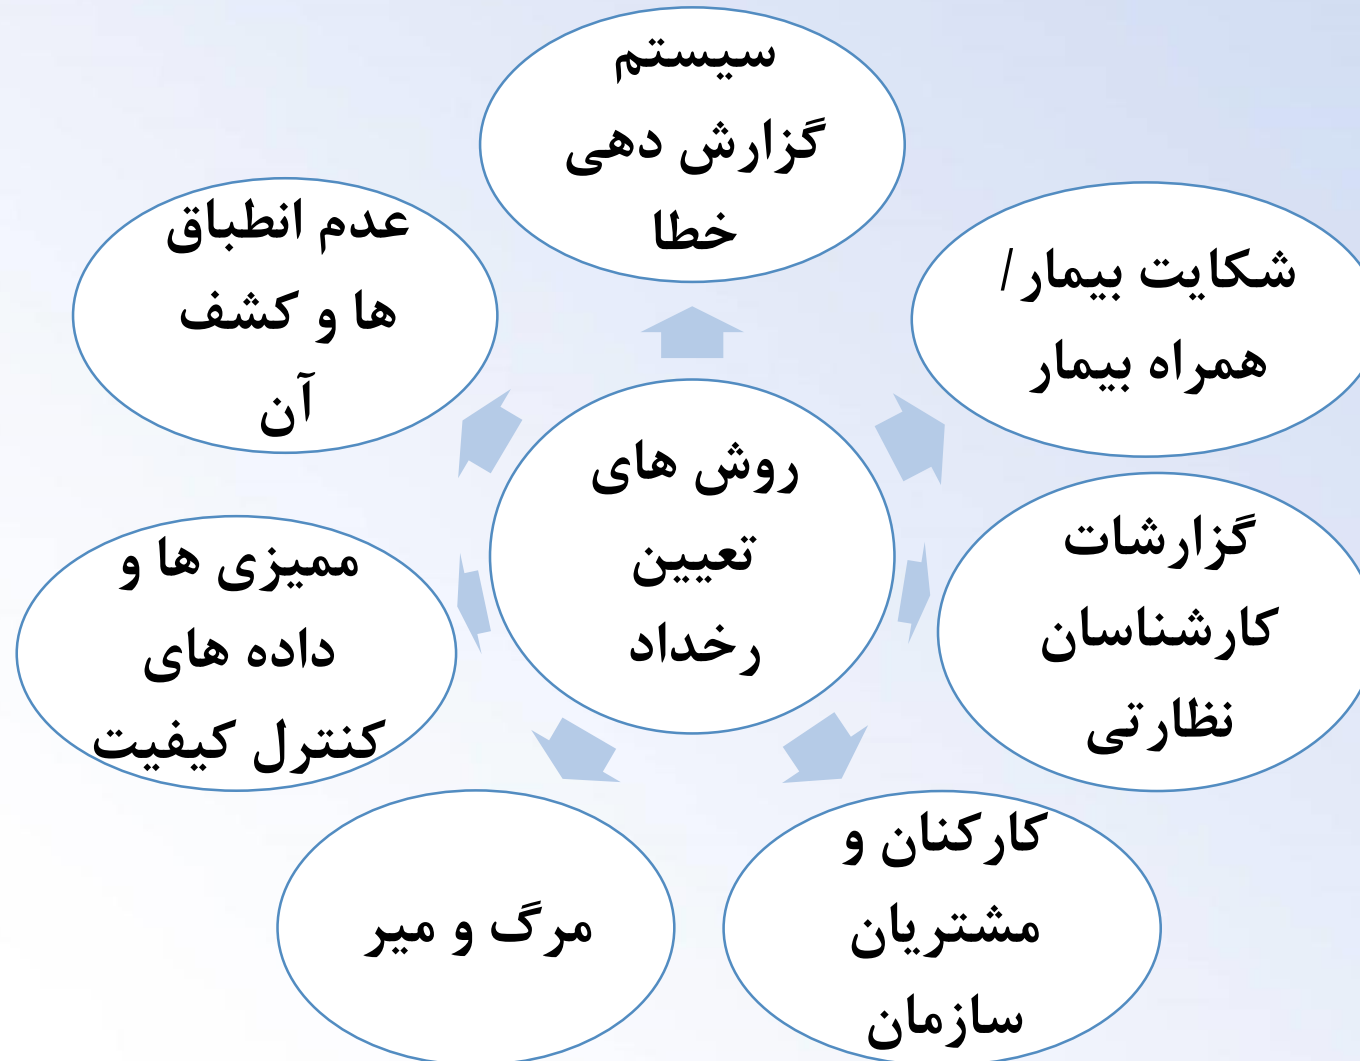 سیستم
گزارش دهی
خطا
شکایت بیمار/
همراه بیمار
گزارشات
کارشناسان
نظارتی
کارکنان و
مشتریان
سازمان
مرگ و میر
ممیزی ها و
داده های
کنترل کیفیت
عدم انطباق
ها و کشف
آن
روش های
تعیین
رخداد